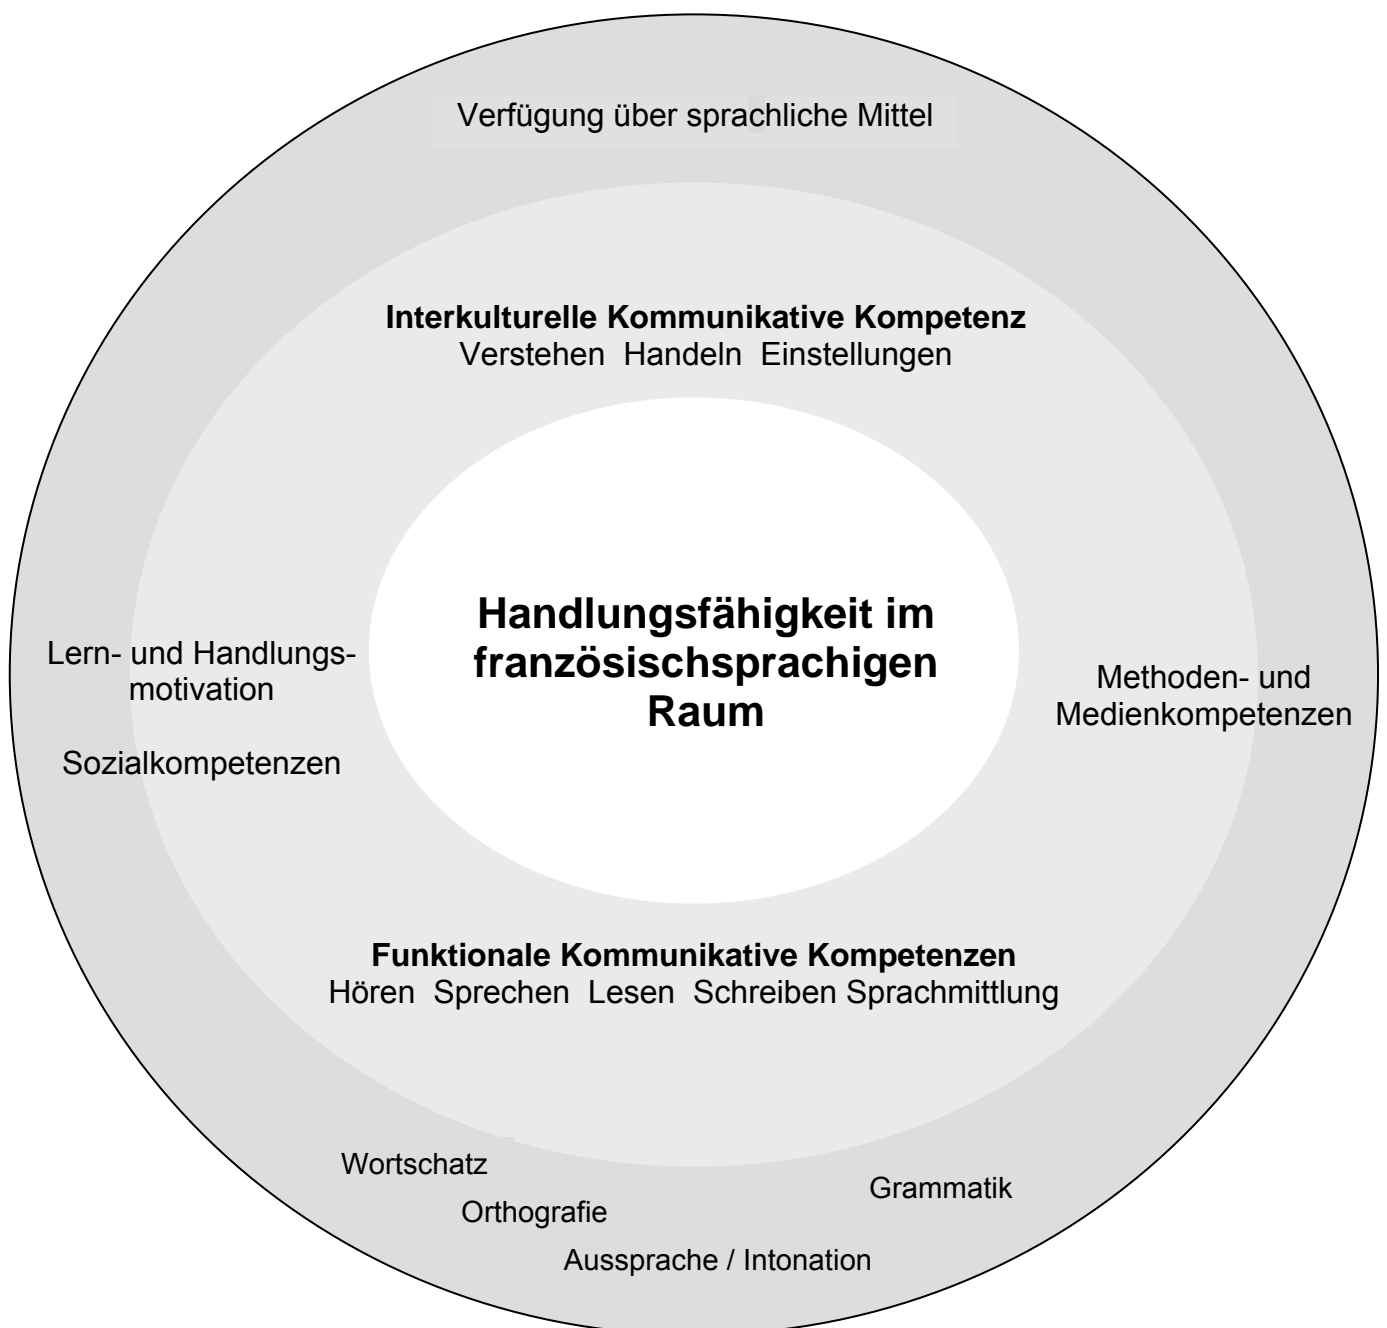 Verfügung über sprachliche Mittel
Interkulturelle Kommunikative Kompetenz
Verstehen Handeln Einstellungen
Handlungsfähigkeit im
französischsprachigen
Raum
Lern- und Handlungs-
motivation
Sozialkompetenzen
Methoden- und
Medienkompetenzen
Funktionale Kommunikative Kompetenzen
Hören Sprechen Lesen Schreiben Sprachmittlung
Wortschatz
Orthografie
Grammatik
Aussprache / Intonation